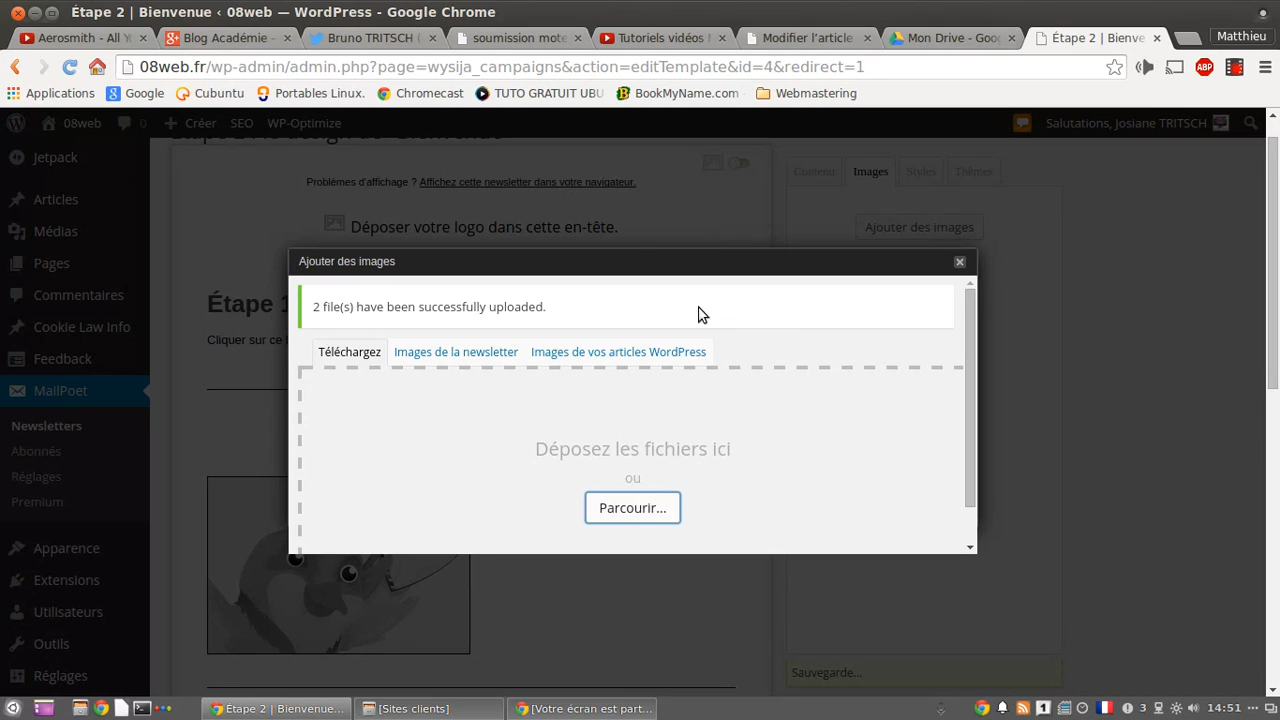 Étape 2 | Bienvenue ‹ 08web — WordPress - Google Chrome
Aerosmith - All Y
Blog Académie -
Bruno TRITSCH (
soumission mote
Tutoriels vidéos
Modifier l'article
Mon Drive - Goog
Étape 2 | Bienve
Matthieu
08web.fr/wp-admin/admin.php?page=wysija_campaigns&action=editTemplate&id=4&redirect=1
ABP
Applications
Google
Cubuntu
Portables Linux.
Chromecast
TUTO GRATUIT UBU
BookMyName.com -
Webmastering
08web
0
Créer
SEO
WP-Optimize
Salutations, Josiane TRITSCH
Jetpack
Articles
Médias
Pages
Commentaires
Cookie Law Info
Feedback
MailPoet
Newsletters
Abonnés
Réglages
Premium
Apparence
Extensions
Utilisateurs
Outils
Réglages
Problèmes d'affichage ? Affichez cette newsletter dans votre navigateur.
Déposer votre logo dans cette en-tête.
Étape 1
Cliquer sur ce
Contenu
Images
Styles
Thèmes
Ajouter des images
Sauvegarde...
Ajouter des images
2 file(s) have been successfully uploaded.
Téléchargez
Images de la newsletter
Images de vos articles WordPress
Déposez les fichiers ici
ou
Parcourir...
Étape 2 | Bienvenue...
[Sites clients]
[Votre écran est part...
1
3
14:51